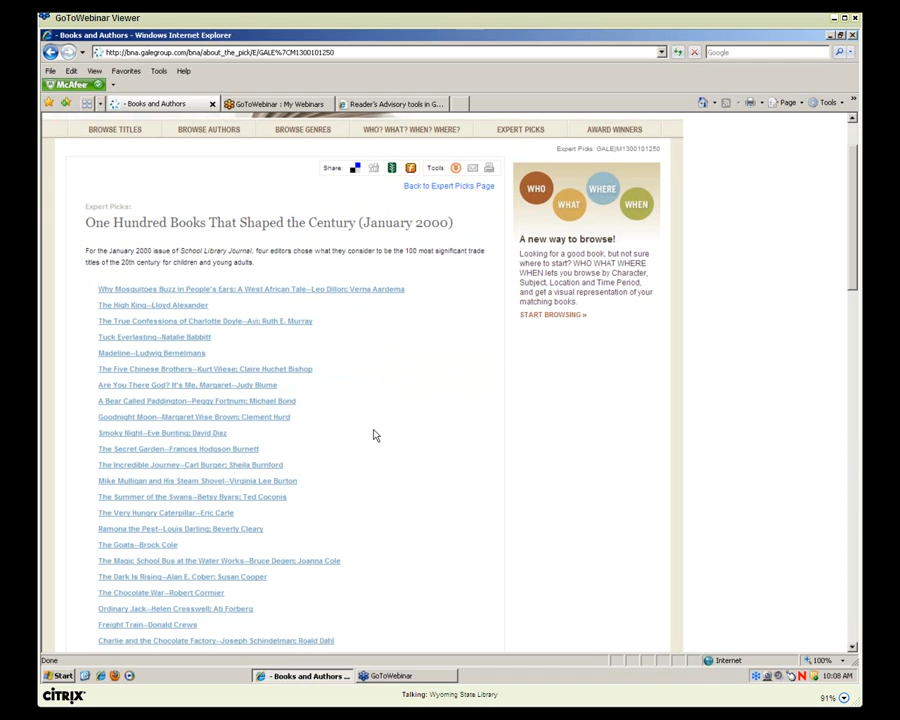 GoToWebinar Viewer
- Books and Authors - Windows Internet Explorer
http://bna.galegroup.com/bna/about_the_pick/E/GALE%7CM1300101250
Google
File Edit View Favorites Tools Help
McAfee
- Books and Authors
GoToWebinar : My Webinars
Reader's Advisory tools in G...
Page
Tools
BROWSE TITLES BROWSE AUTHORS BROWSE GENRES WHO? WHAT? WHEN? WHERE? EXPERT PICKS AWARD WINNERS
Expert Picks: GALE|M1300101250
Share: Tools:
Back to Expert Picks Page
Expert Picks:
One Hundred Books That Shaped the Century (January 2000)
For the January 2000 issue of School Library Journal, four editors chose what they consider to be the 100 most significant trade
titles of the 20th century for children and young adults.
Why Mosquitoes Buzz in People's Ears: A West African Tale--Leo Dillon; Verna Aardema
The High King--Lloyd Alexander
The True Confessions of Charlotte Doyle--Avi; Ruth E. Murray
Tuck Everlasting--Natalie Babbitt
Madeline--Ludwig Bemelmans
The Five Chinese Brothers--Kurt Wiese; Claire Huchet Bishop
Are You There God? It's Me, Margaret--Judy Blume
A Bear Called Paddington--Peggy Fortnum; Michael Bond
Goodnight Moon--Margaret Wise Brown; Clement Hurd
Smoky Night--Eve Bunting; David Diaz
The Secret Garden--Frances Hodgson Burnett
The Incredible Journey--Carl Burger; Sheila Burnford
Mike Mulligan and His Steam Shovel--Virginia Lee Burton
The Summer of the Swans--Betsy Byars; Ted Coconis
The Very Hungry Caterpillar--Eric Carle
Ramona the Pest--Louis Darling; Beverly Cleary
The Goats--Brock Cole
The Magic School Bus at the Water Works--Bruce Degen; Joanna Cole
The Dark Is Rising--Alan E. Cober; Susan Cooper
The Chocolate War--Robert Cormier
Ordinary Jack--Helen Cresswell; Ati Forberg
Freight Train--Donald Crews
Charlie and the Chocolate Factory--Joseph Schindelman; Roald Dahl
WHO
WHAT
WHERE
WHEN
A new way to browse!
Looking for a good book, but not sure
where to start? WHO WHAT WHERE
WHEN lets you browse by Character,
Subject, Location and Time Period,
and get a visual representation of your
matching books.
START BROWSING »
Done
Internet
100%
Start
- Books and Authors ...
GoToWebinar
10:08 AM
CITRIX
Talking: Wyoming State Library
91%